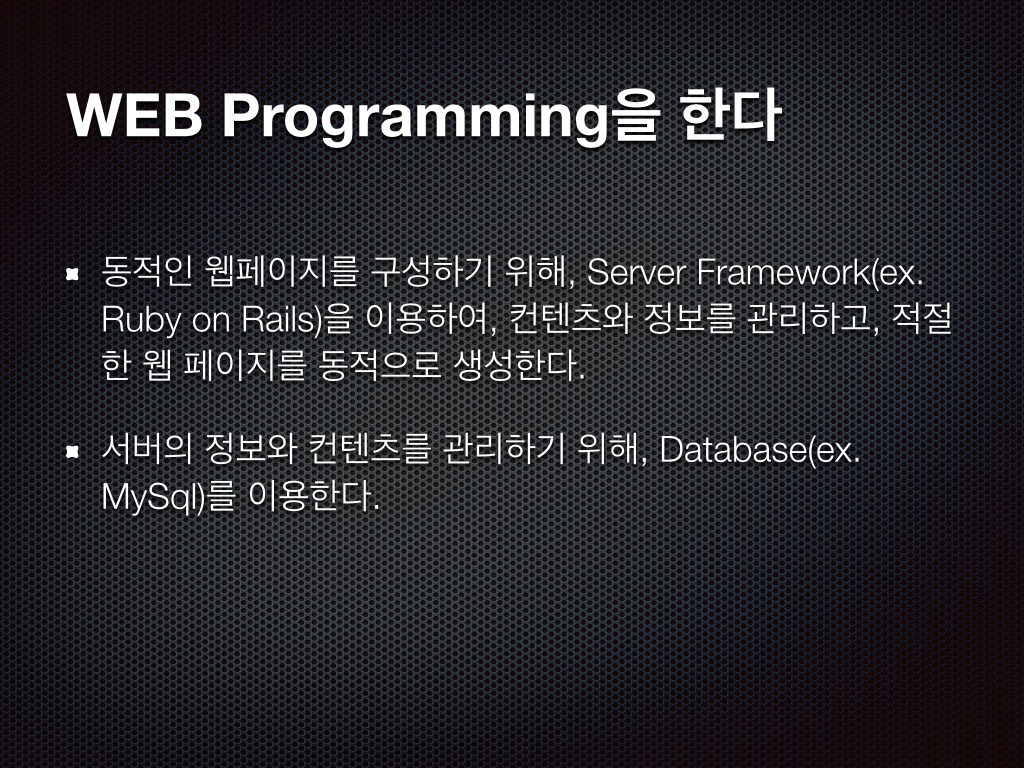 WEB Programming을 한다
동적인 웹페이지를 구성하기 위해, Server Framework(ex.
Ruby on Rails)을 이용하여, 컨텐츠와 정보를 관리하고, 적절
한 웹 페이지를 동적으로 생성한다.
서버의 정보와 컨텐츠를 관리하기 위해, Database(ex.
MySql)를 이용한다.